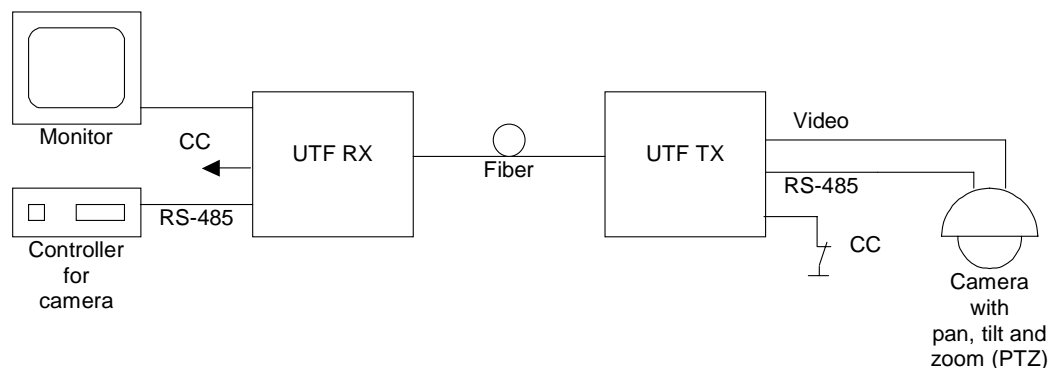 Monitor
CC
UTF RX
Fiber
UTF TX
Video
RS-485
RS-485
CC
Controller
for
camera
Camera
with
pan, tilt and
zoom (PTZ)